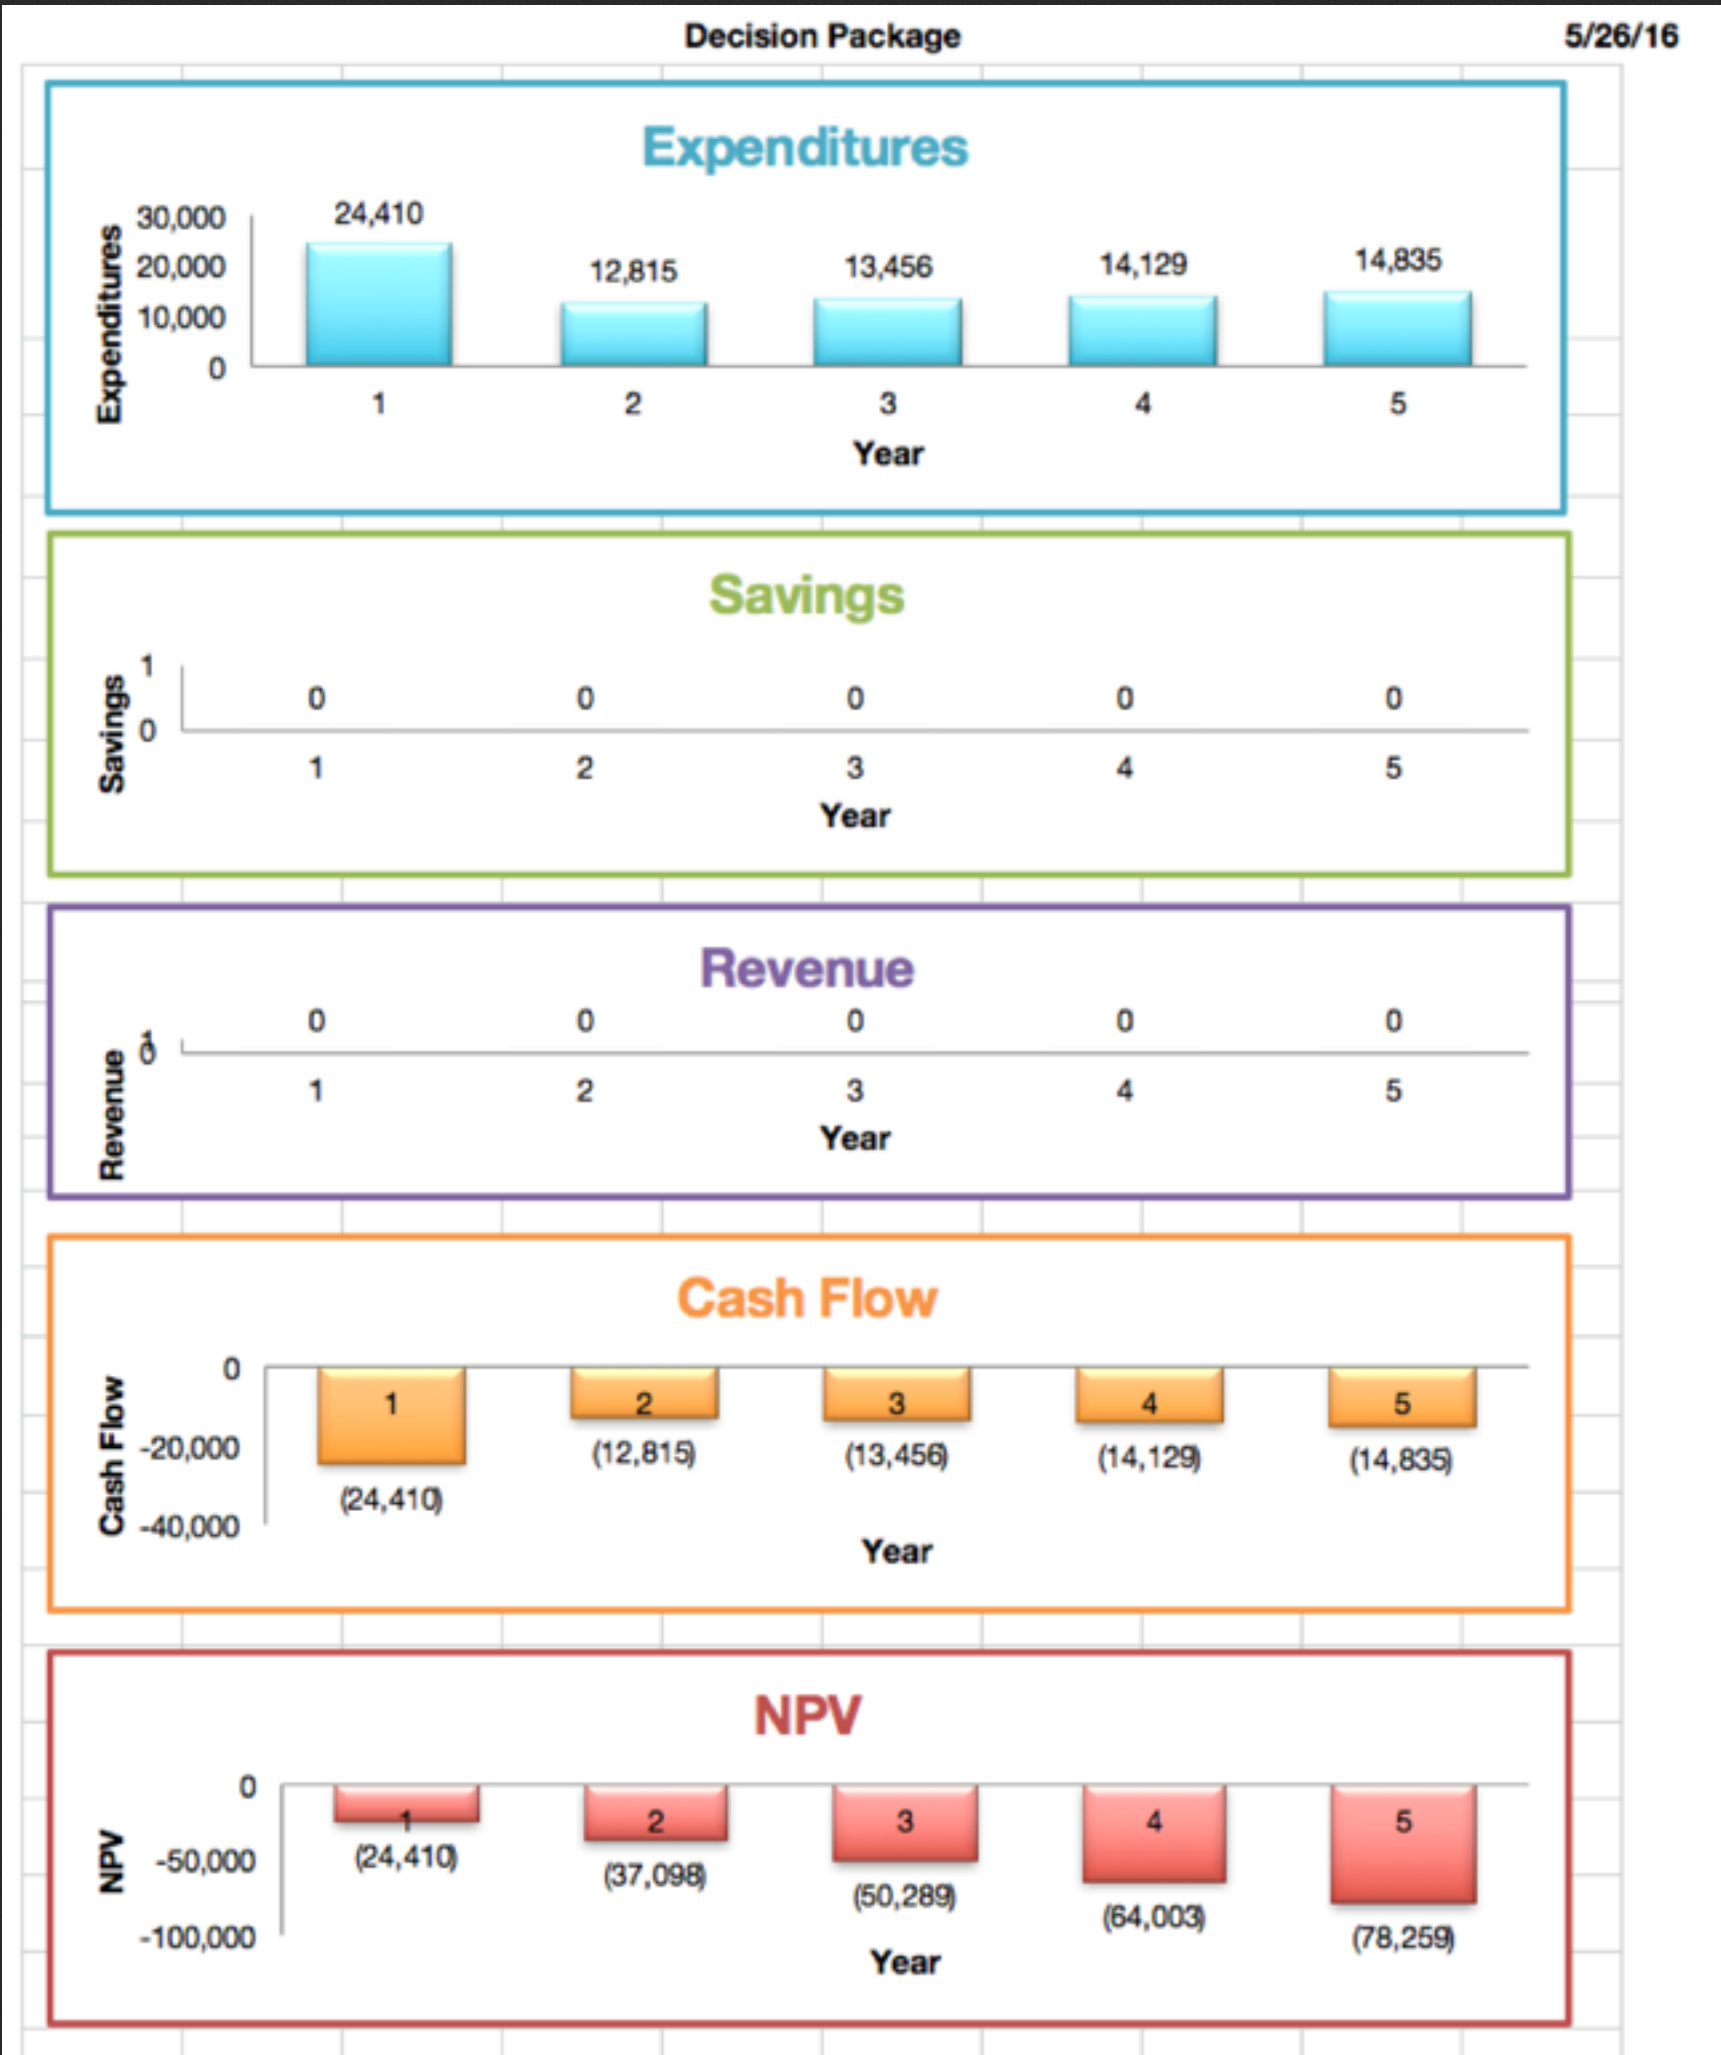 Decision Package 5/26/16
Expenditures
Expenditures
30,000
20,000
10,000
0
24,410 12,815 13,456 14,129 14,835
1 2 3 4 5
Year
Savings
Savings
1
0
0 0 0 0 0
1 2 3 4 5
Year
Revenue
Revenue
1
0
0 0 0 0 0
1 2 3 4 5
Year
Cash Flow
Cash Flow
0
-20,000
-40,000
1 2 3 4 5
(24,410) (12,815) (13,456) (14,129) (14,835)
Year
NPV
NPV
0
-50,000
-100,000
1 2 3 4 5
(24,410) (37,098) (50,289) (64,003) (78,259)
Year